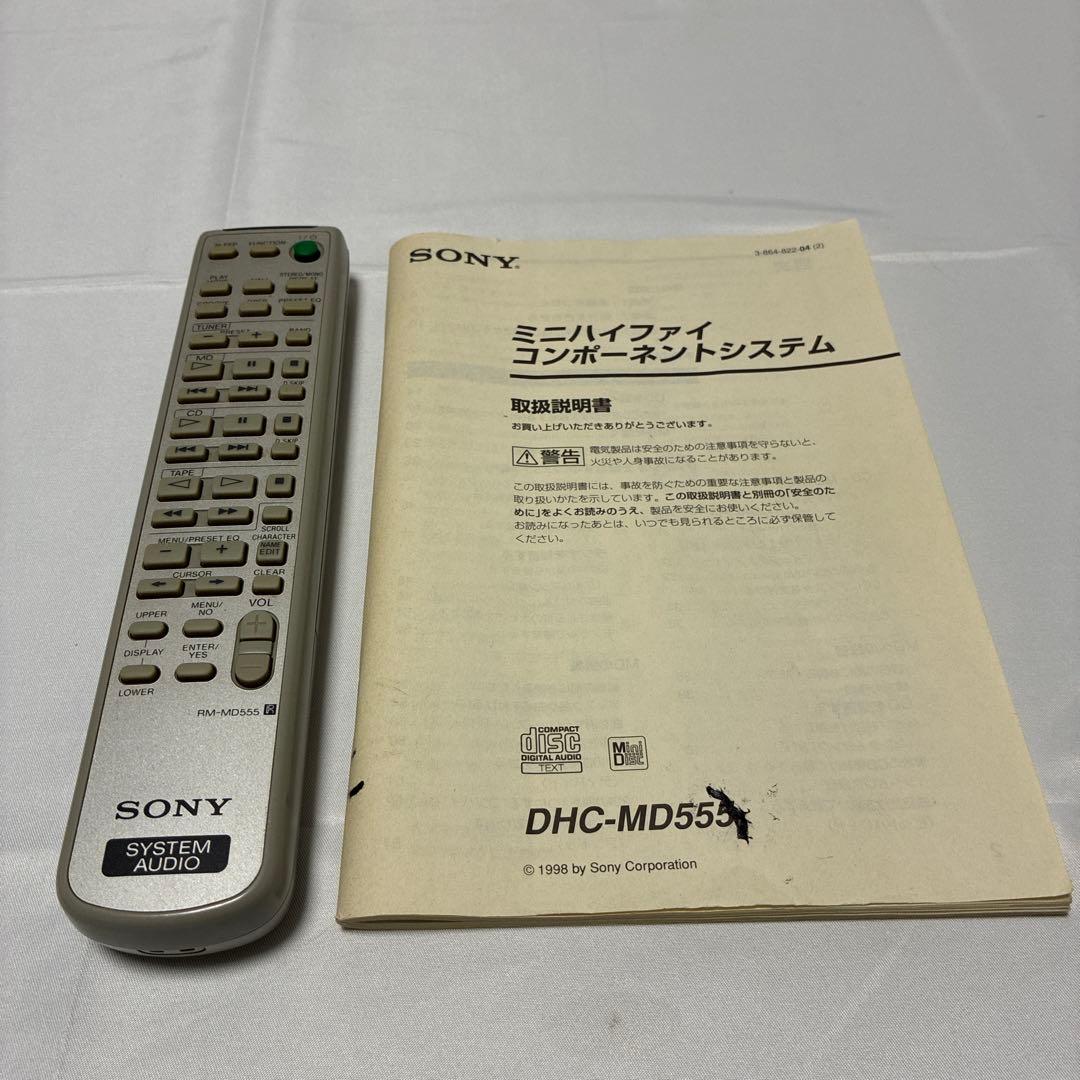 SLEEP FUNCTION I/⏻
PLAY
STEREO/MONO
PRESET EQ
TUNER
PRESET
BAND
− +
MD
D.SKIP
CD
D.SKIP
TAPE
SCROLL
MENU/PRESET EQ
CHARACTER
− +
NAME
EDIT
CURSOR
CLEAR
UPPER
MENU/
NO
VOL
DISPLAY
ENTER/
YES
+
−
LOWER
RM-MD555 R
SONY
SYSTEM
AUDIO
SONY®
3-864-822-04 (2)
ミニハイファイ
コンポーネントシステム
取扱説明書
お買い上げいただきありがとうございます。
警告
電気製品は安全のための注意事項を守らないと、
火災や人身事故になることがあります。
この取扱説明書には、事故を防ぐための重要な注意事項と製品の
取り扱いかたを示しています。この取扱説明書と別冊の「安全のた
めに」をよくお読みのうえ、製品を安全にお使いください。
お読みになったあとは、いつでも見られるところに必ず保管して
ください。
COMPACT
disc
DIGITAL AUDIO
TEXT
Mini
Disc
DHC-MD555
© 1998 by Sony Corporation